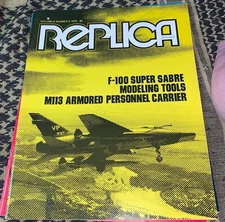 REPLICA
F-100 SUPER SABRE
MODELING TOOLS
M113 ARMORED PERSONNEL CARRIER